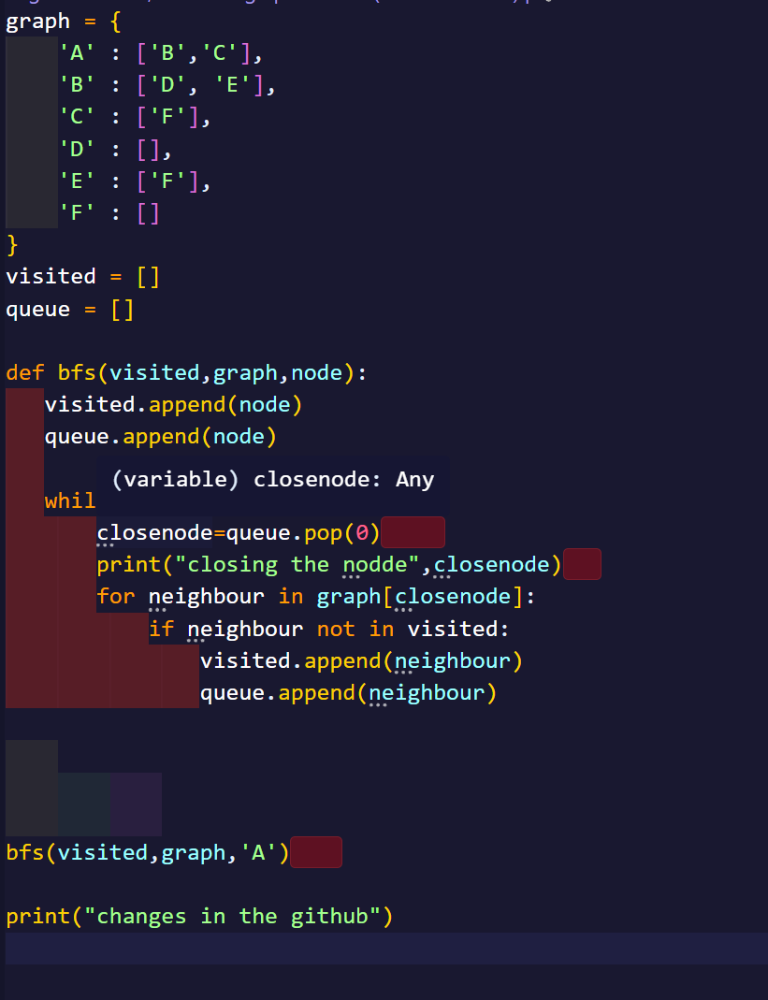 graph = {
    'A' : ['B','C'],
    'B' : ['D', 'E'],
    'C' : ['F'],
    'D' : [],
    'E' : ['F'],
    'F' : []
}
visited = []
queue = []
def bfs(visited,graph,node):
   visited.append(node)
   queue.append(node)
(variable) closenode: Any
   whil
       closenode=queue.pop(0)
       print("closing the nodde",closenode)
       for neighbour in graph[closenode]:
           if neighbour not in visited:
               visited.append(neighbour)
               queue.append(neighbour)
bfs(visited,graph,'A')
print("changes in the github")